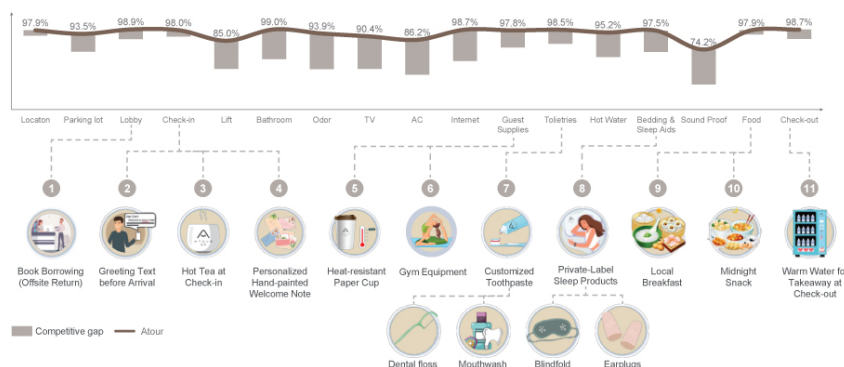 97.9% 93.5% 98.9% 98.0% 85.0% 99.0% 93.9% 90.4% 86.2% 98.7% 97.8% 98.5% 95.2% 97.5% 74.2% 97.9% 98.7%
Locaton Parking lot Lobby Check-in Lift Bathroom Odor TV AC Internet Guest Tolietries Hot Water Bedding & Sound Proof Food Check-out
Supplies Sleep Aids
1 2 3 4 5 6 7 8 9 10 11
Book Borrowing Greeting Text Hot Tea at Personalized Heat-resistant Gym Equipment Customized Private-Label Local Midnight Warm Water fo
(Offsite Return) before Arrival Check-in Hand-painted Paper Cup Toothpaste Sleep Products Breakfast Snack Takeaway at
Welcome Note Check-out
Competitive gap Atour
Dental floss Mouthwash Blindfold Earplugs